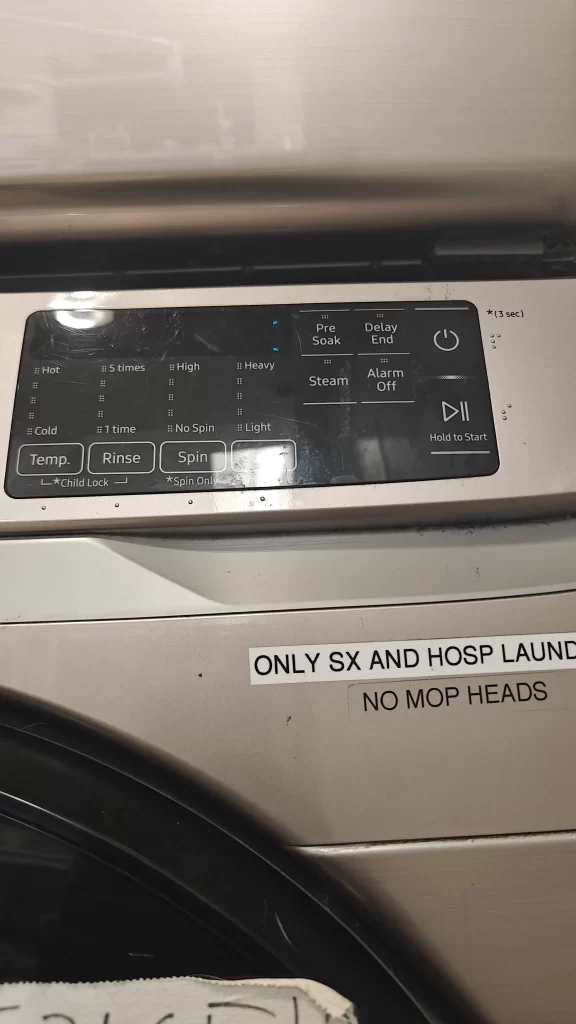 *(3 sec)
Pre Soak
Delay End
Steam
Alarm Off
Hold to Start
Hot
5 times
High
Heavy
Cold
1 time
No Spin
Light
Temp.
Rinse
Spin
*Child Lock
*Spin Only
ONLY SX AND HOSP LAUND
NO MOP HEADS